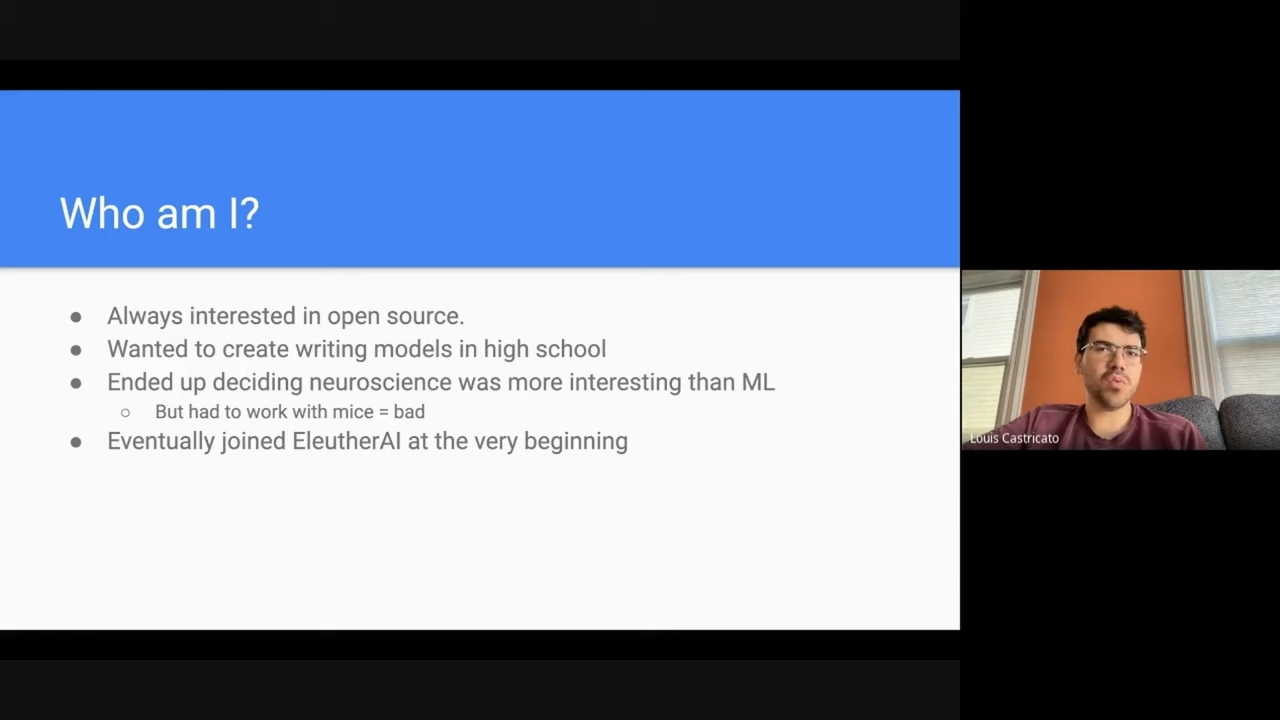 Who am I?
Always interested in open source.
Wanted to create writing models in high school
Ended up deciding neuroscience was more interesting than ML
But had to work with mice = bad
Eventually joined EleutherAI at the very beginning
Louis Castricato